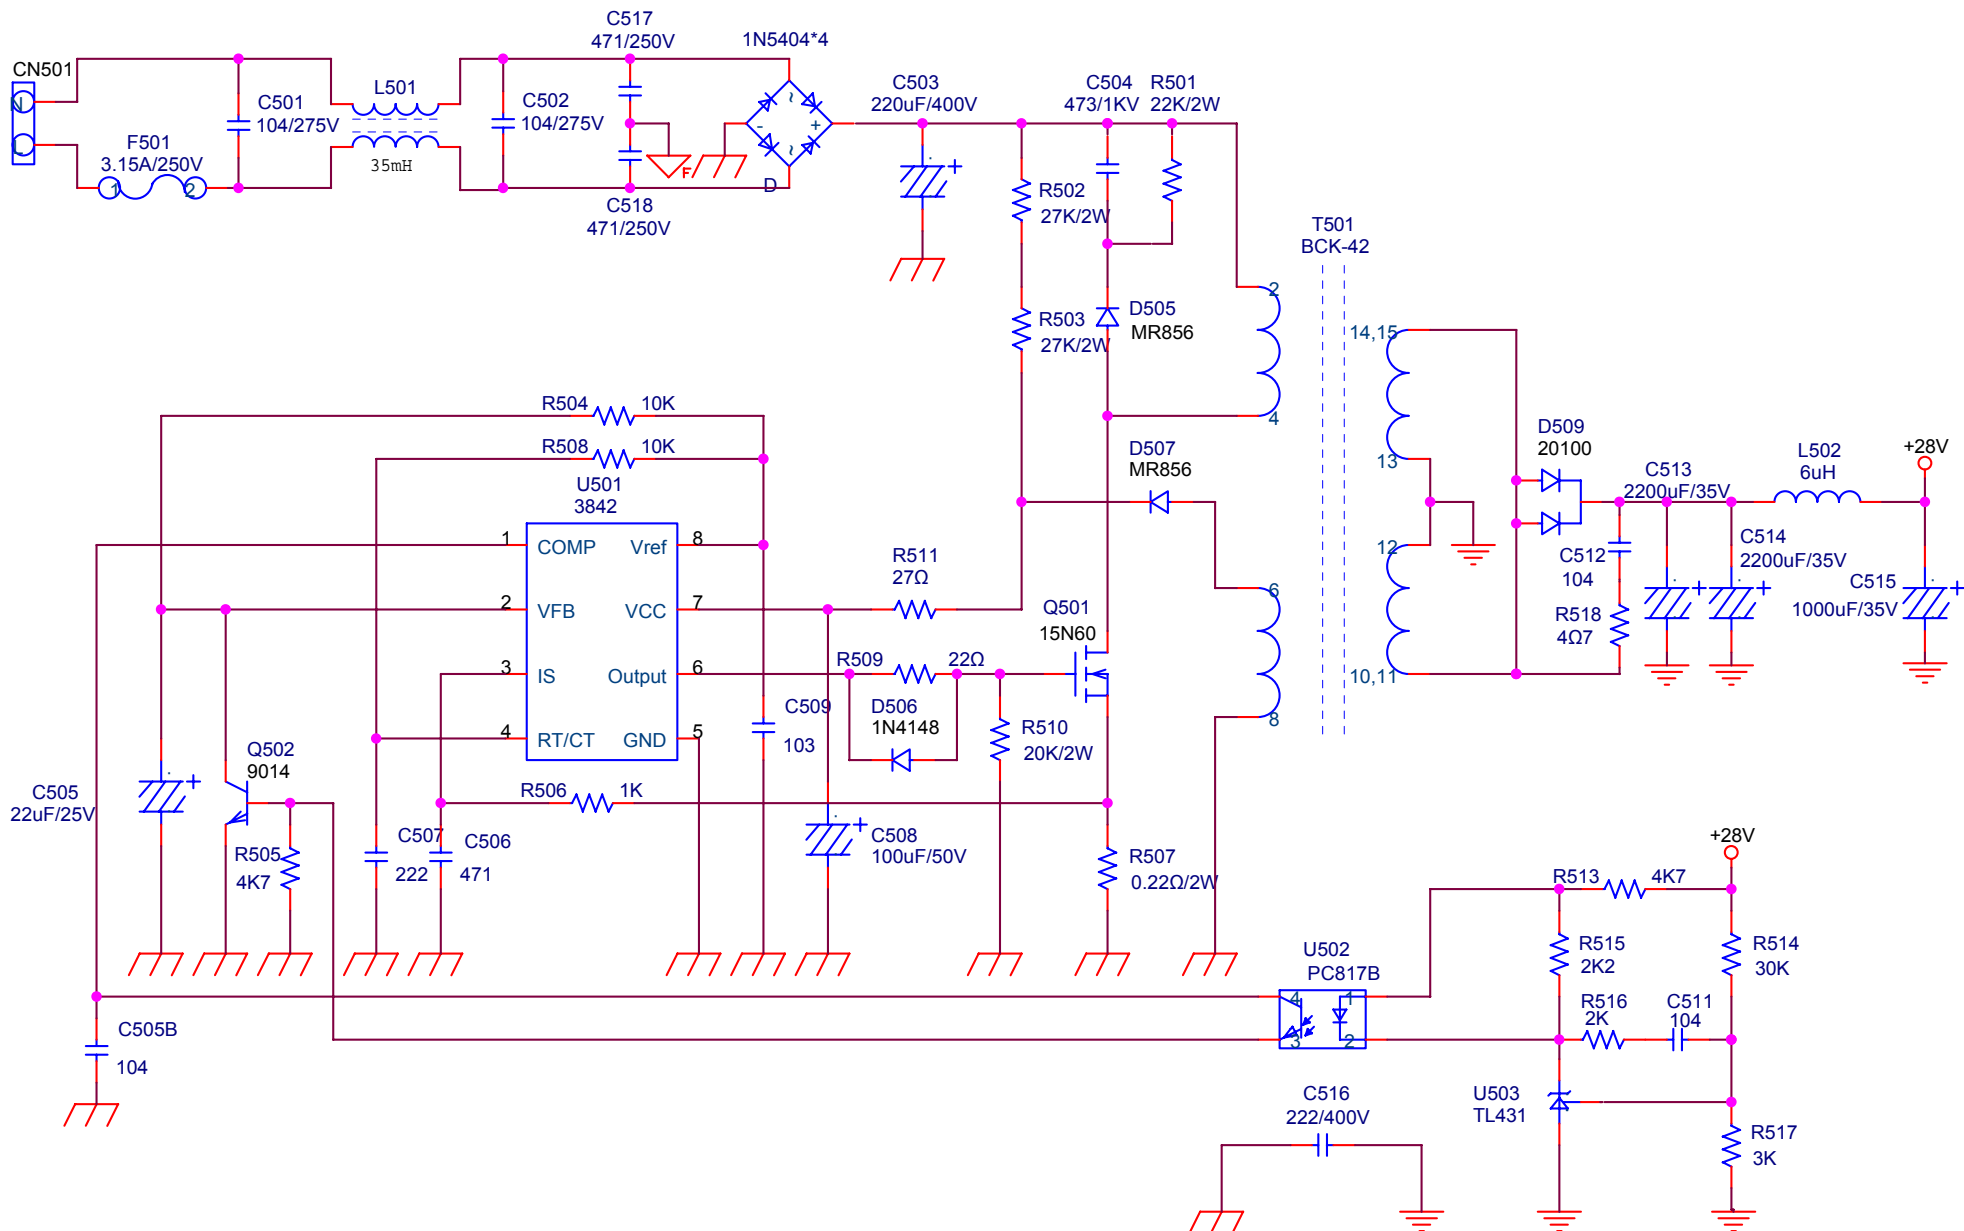 CN501
N
L
F501
3.15A/250V
1
2
C501
104/275V
L501
35mH
C502
104/275V
C517
471/250V
C518
471/250V
F
1N5404*4
~
-
+
~
D
C503
220uF/400V
+
C504
473/1KV
R501
22K/2W
R502
27K/2W
R503
27K/2W
D505
MR856
T501
BCK-42
2
4
6
8
14,15
13
12
10,11
D507
MR856
D509
20100
C513
2200uF/35V
+
L502
6uH
+28V
C512
104
R518
4Ω7
C514
2200uF/35V
+
C515
1000uF/35V
+
R504
10K
R508
10K
U501
3842
1
COMP
Vref
8
2
VFB
VCC
7
3
IS
Output
6
4
RT/CT
GND
5
R511
27Ω
R509
22Ω
D506
1N4148
Q501
15N60
R510
20K/2W
C509
103
Q502
9014
C505
22uF/25V
+
R505
4K7
C507
222
C506
471
R506
1K
C508
100uF/50V
+
R507
0.22Ω/2W
C505B
104
U502
PC817B
4
1
3
2
+28V
R513
4K7
R515
2K2
R514
30K
R516
2K
C511
104
U503
TL431
R517
3K
C516
222/400V